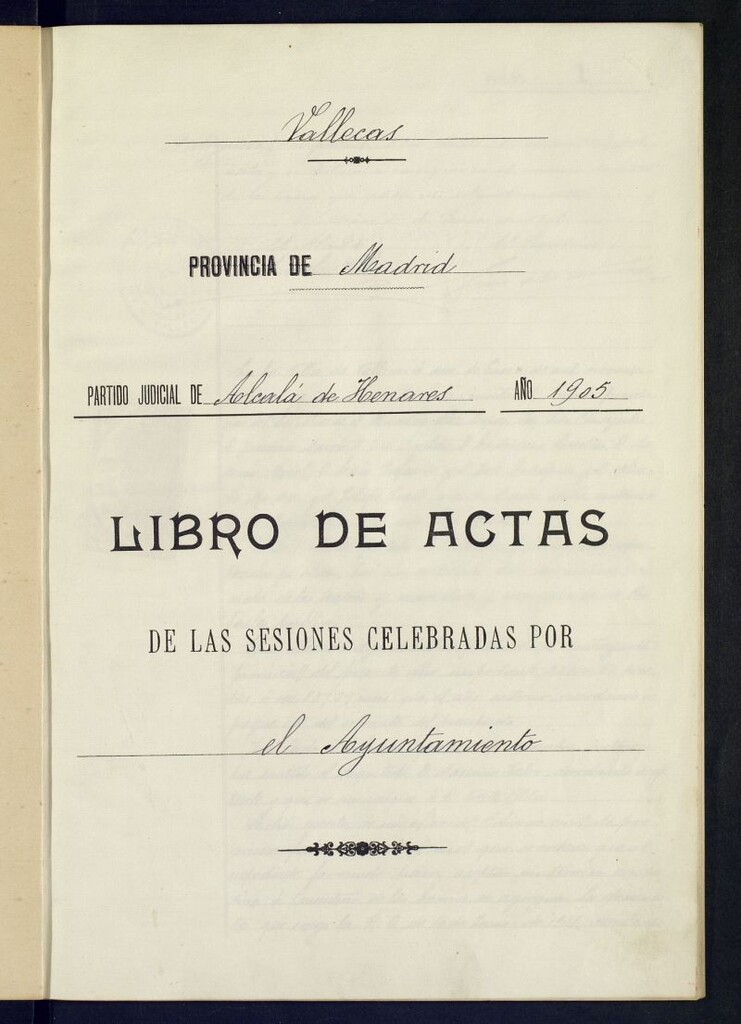 Vallecas
PROVINCIA DE Madrid
PARTIDO JUDICIAL DE Alcalá de Henares AÑO 1905
LIBRO DE ACTAS
DE LAS SESIONES CELEBRADAS POR
el Ayuntamiento